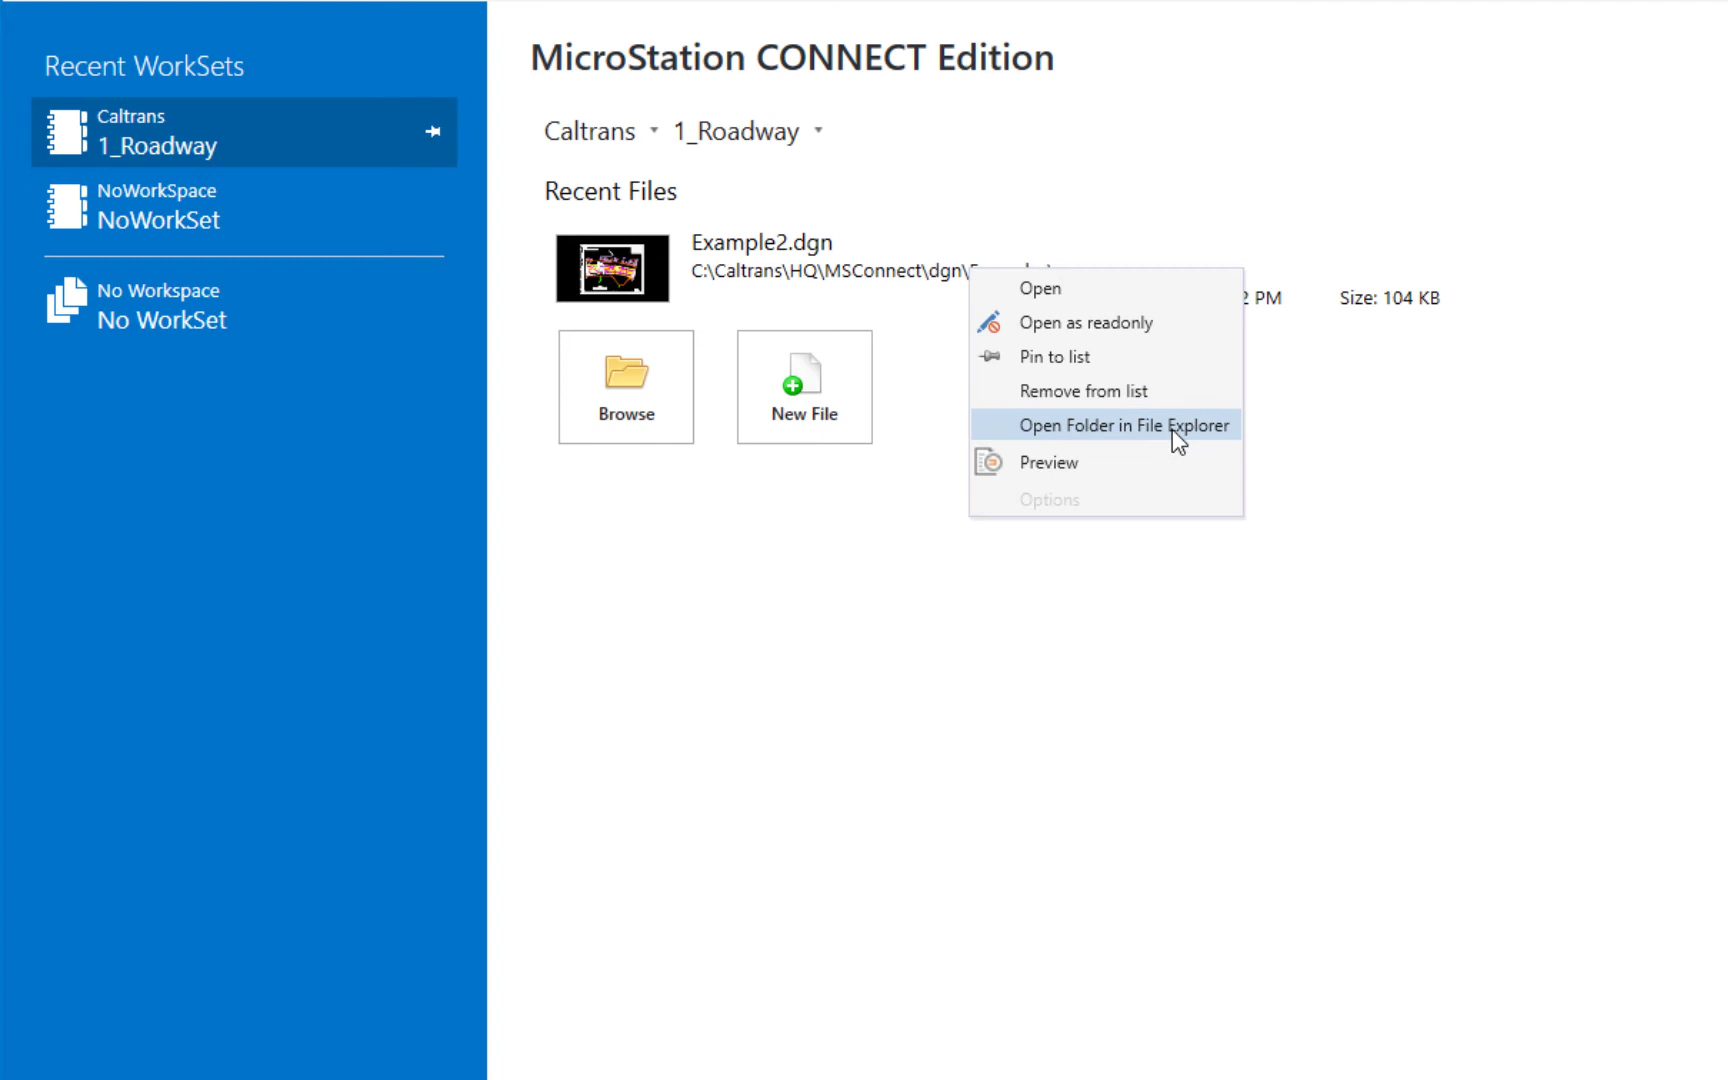 Recent WorkSets
Caltrans
1_Roadway
NoWorkSpace
NoWorkSet
No Workspace
No WorkSet
MicroStation CONNECT Edition
Caltrans 1_Roadway
Recent Files
Example2.dgn
C:\Caltrans\HQ\MSConnect\dgn\
2 PM Size: 104 KB
Browse
New File
Open
Open as readonly
Pin to list
Remove from list
Open Folder in File Explorer
Preview
Options